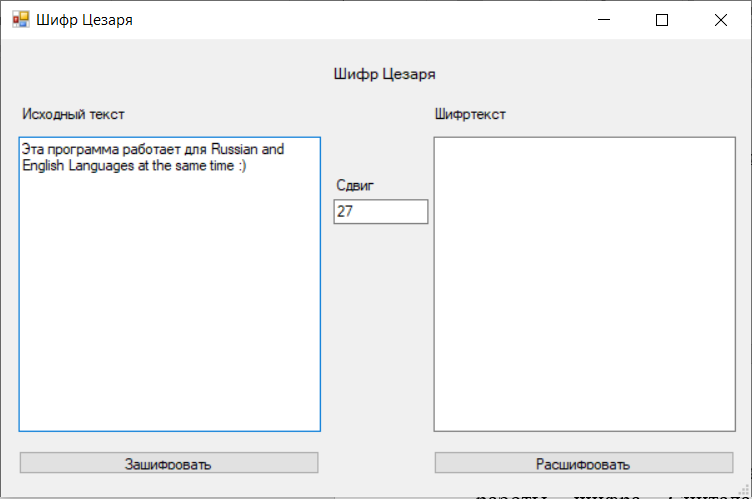 Шифр Цезаря
Шифр Цезаря
Исходный текст
Шифртекст
Эта программа работает для Russian and
English Languages at the same time :)
Сдвиг
27
Зашифровать
Расшифровать